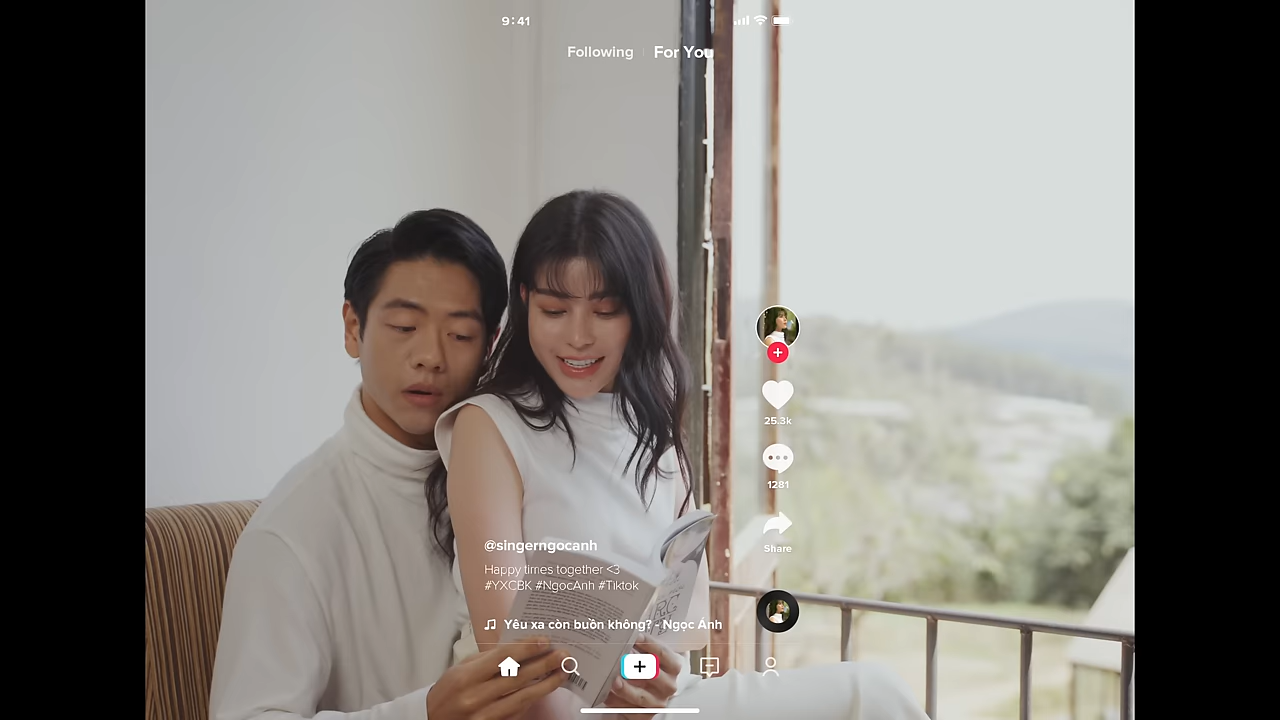 9:41
Following
For You
25.3k
1281
Share
@singerngocanh
Happy times together <3
#YXCBK #NgocAnh #Tiktok
Yêu xa còn buồn không? - Ngọc Ánh